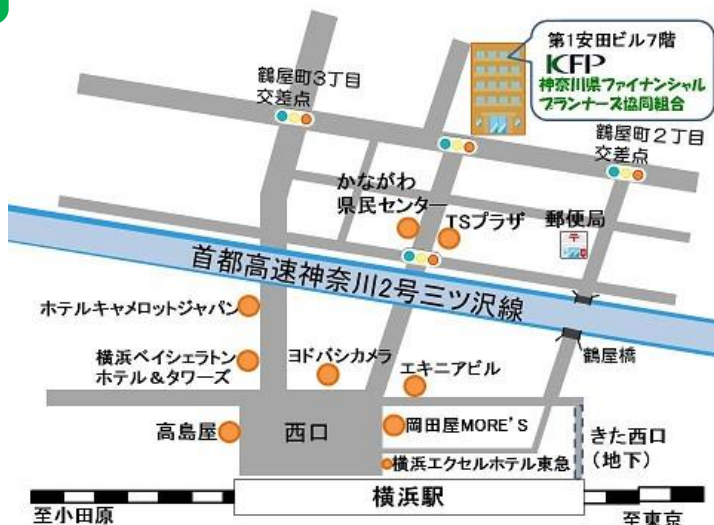 第1安田ビル7階
KFP
神奈川県ファイナンシャル
プランナーズ協同組合
鶴屋町3丁目
交差点
鶴屋町2丁目
交差点
かながわ
県民センター
TSプラザ
郵便局
首都高速神奈川2号三ツ沢線
ホテルキャメロットジャパン
鶴屋橋
横浜ベイシェラトン
ホテル&タワーズ
ヨドバシカメラ
エキニアビル
高島屋
西口
岡田屋MORE'S
きた西口
(地下)
横浜エクセルホテル東急
横浜駅
至小田原
至東京